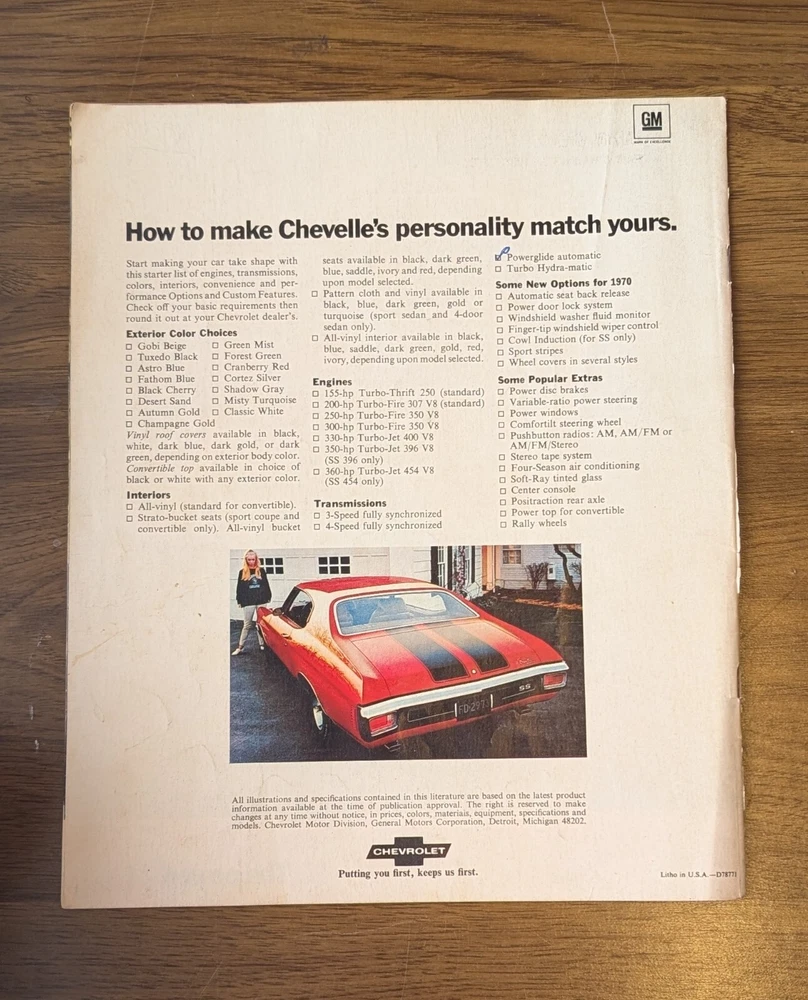 GM
MARK OF EXCELLENCE
How to make Chevelle's personality match yours.
Start making your car take shape with
this starter list of engines, transmissions,
colors, interiors, convenience and per-
formance Options and Custom Features.
Check off your basic requirements then
round it out at your Chevrolet dealer's.
Exterior Color Choices
☐ Gobi Beige
☐ Tuxedo Black
☐ Astro Blue
☐ Fathom Blue
☐ Black Cherry
☐ Desert Sand
☐ Autumn Gold
☐ Champagne Gold
☐ Green Mist
☐ Forest Green
☐ Cranberry Red
☐ Cortez Silver
☐ Shadow Gray
☐ Misty Turquoise
☐ Classic White
Vinyl roof covers available in black,
white, dark blue, dark gold, or dark
green, depending on exterior body color.
Convertible top available in choice of
black or white with any exterior color.
Interiors
☐ All-vinyl (standard for convertible).
☐ Strato-bucket seats (sport coupe and
convertible only). All-vinyl bucket
seats available in black, dark green,
blue, saddle, ivory and red, depending
upon model selected.
☐ Pattern cloth and vinyl available in
black, blue, dark green, gold or
turquoise (sport sedan and 4-door
sedan only).
☐ All-vinyl interior available in black,
blue, saddle, dark green, gold, red,
ivory, depending upon model selected.
Engines
☐ 155-hp Turbo-Thrift 250 (standard)
☐ 200-hp Turbo-Fire 307 V8 (standard)
☐ 250-hp Turbo-Fire 350 V8
☐ 300-hp Turbo-Fire 350 V8
☐ 330-hp Turbo-Jet 400 V8
☐ 350-hp Turbo-Jet 396 V8
(SS 396 only)
☐ 360-hp Turbo-Jet 454 V8
(SS 454 only)
Transmissions
☐ 3-Speed fully synchronized
☐ 4-Speed fully synchronized
☑ Powerglide automatic
☐ Turbo Hydra-matic
Some New Options for 1970
☐ Automatic seat back release
☐ Power door lock system
☐ Windshield washer fluid monitor
☐ Finger-tip windshield wiper control
☐ Cowl Induction (for SS only)
☐ Sport stripes
☐ Wheel covers in several styles
Some Popular Extras
☐ Power disc brakes
☐ Variable-ratio power steering
☐ Power windows
☐ Comfortilt steering wheel
☐ Pushbutton radios: AM, AM/FM or
AM/FM/Stereo
☐ Stereo tape system
☐ Four-Season air conditioning
☐ Soft-Ray tinted glass
☐ Center console
☐ Positraction rear axle
☐ Power top for convertible
☐ Rally wheels
SS
FD·2973
All illustrations and specifications contained in this literature are based on the latest product
information available at the time of publication approval. The right is reserved to make
changes at any time without notice, in prices, colors, materials, equipment, specifications and
models. Chevrolet Motor Division, General Motors Corporation, Detroit, Michigan 48202.
CHEVROLET
Putting you first, keeps us first.
Litho in U.S.A.—